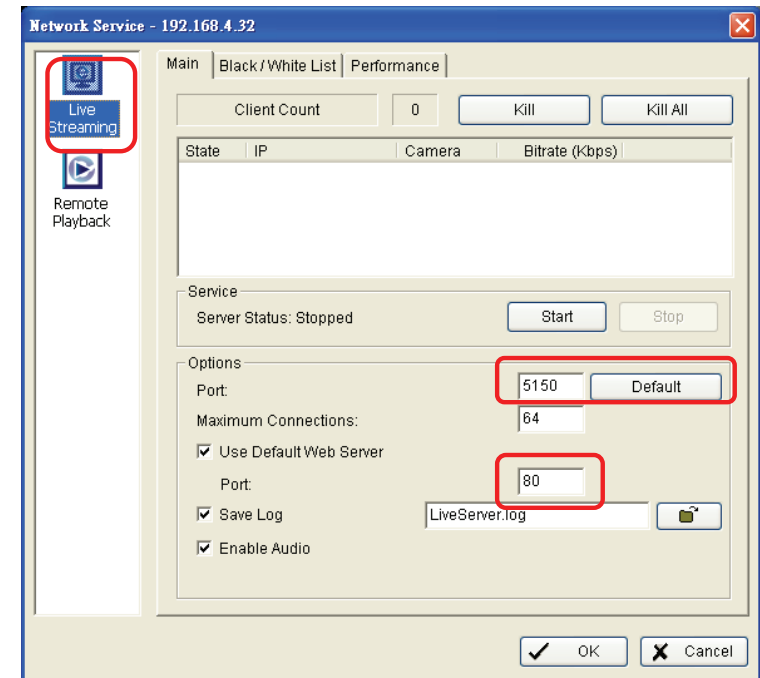 Network Service - 192.168.4.32
Live
Streaming
Remote
Playback
Main Black / White List Performance
Client Count 0 Kill Kill All
State IP Camera Bitrate (Kbps)
Service
Server Status: Stopped Start Stop
Options
Port: 5150 Default
Maximum Connections: 64
Use Default Web Server
Port: 80
Save Log LiveServer.log
Enable Audio
OK Cancel